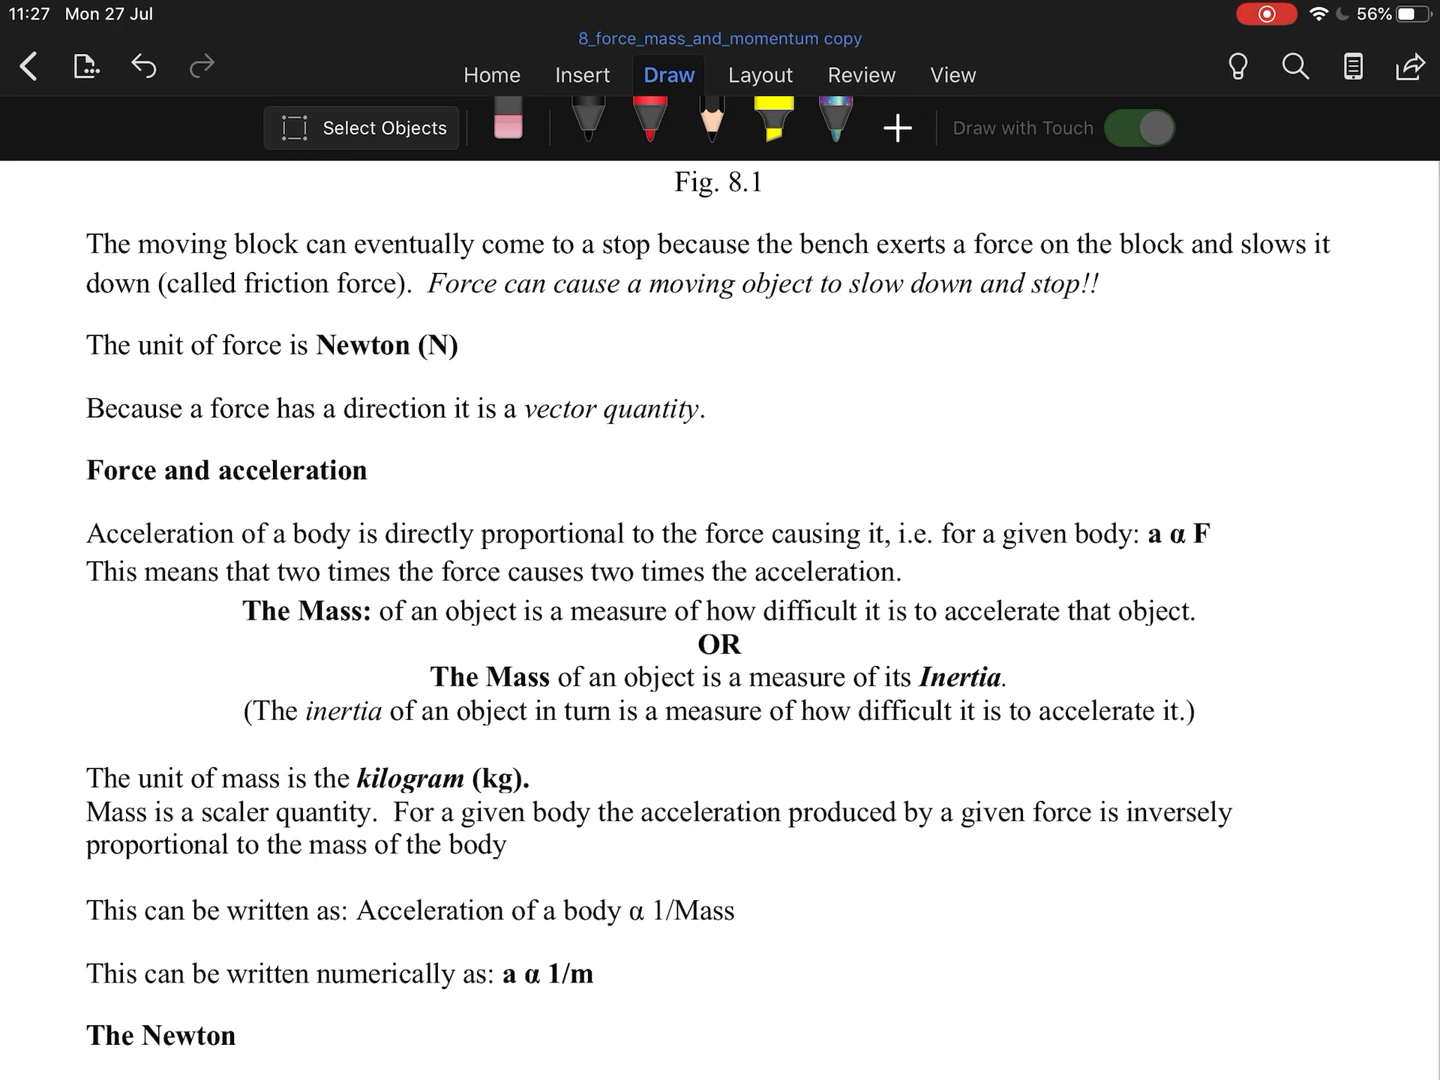 11:27 Mon 27 Jul
56%
8_force_mass_and_momentum copy
Home Insert Draw Layout Review View
Select Objects
Draw with Touch
Fig. 8.1
The moving block can eventually come to a stop because the bench exerts a force on the block and slows it
down (called friction force). Force can cause a moving object to slow down and stop!!
The unit of force is Newton (N)
Because a force has a direction it is a vector quantity.
Force and acceleration
Acceleration of a body is directly proportional to the force causing it, i.e. for a given body: a α F
This means that two times the force causes two times the acceleration.
The Mass: of an object is a measure of how difficult it is to accelerate that object.
OR
The Mass of an object is a measure of its Inertia.
(The inertia of an object in turn is a measure of how difficult it is to accelerate it.)
The unit of mass is the kilogram (kg).
Mass is a scaler quantity. For a given body the acceleration produced by a given force is inversely
proportional to the mass of the body
This can be written as: Acceleration of a body α 1/Mass
This can be written numerically as: a α 1/m
The Newton